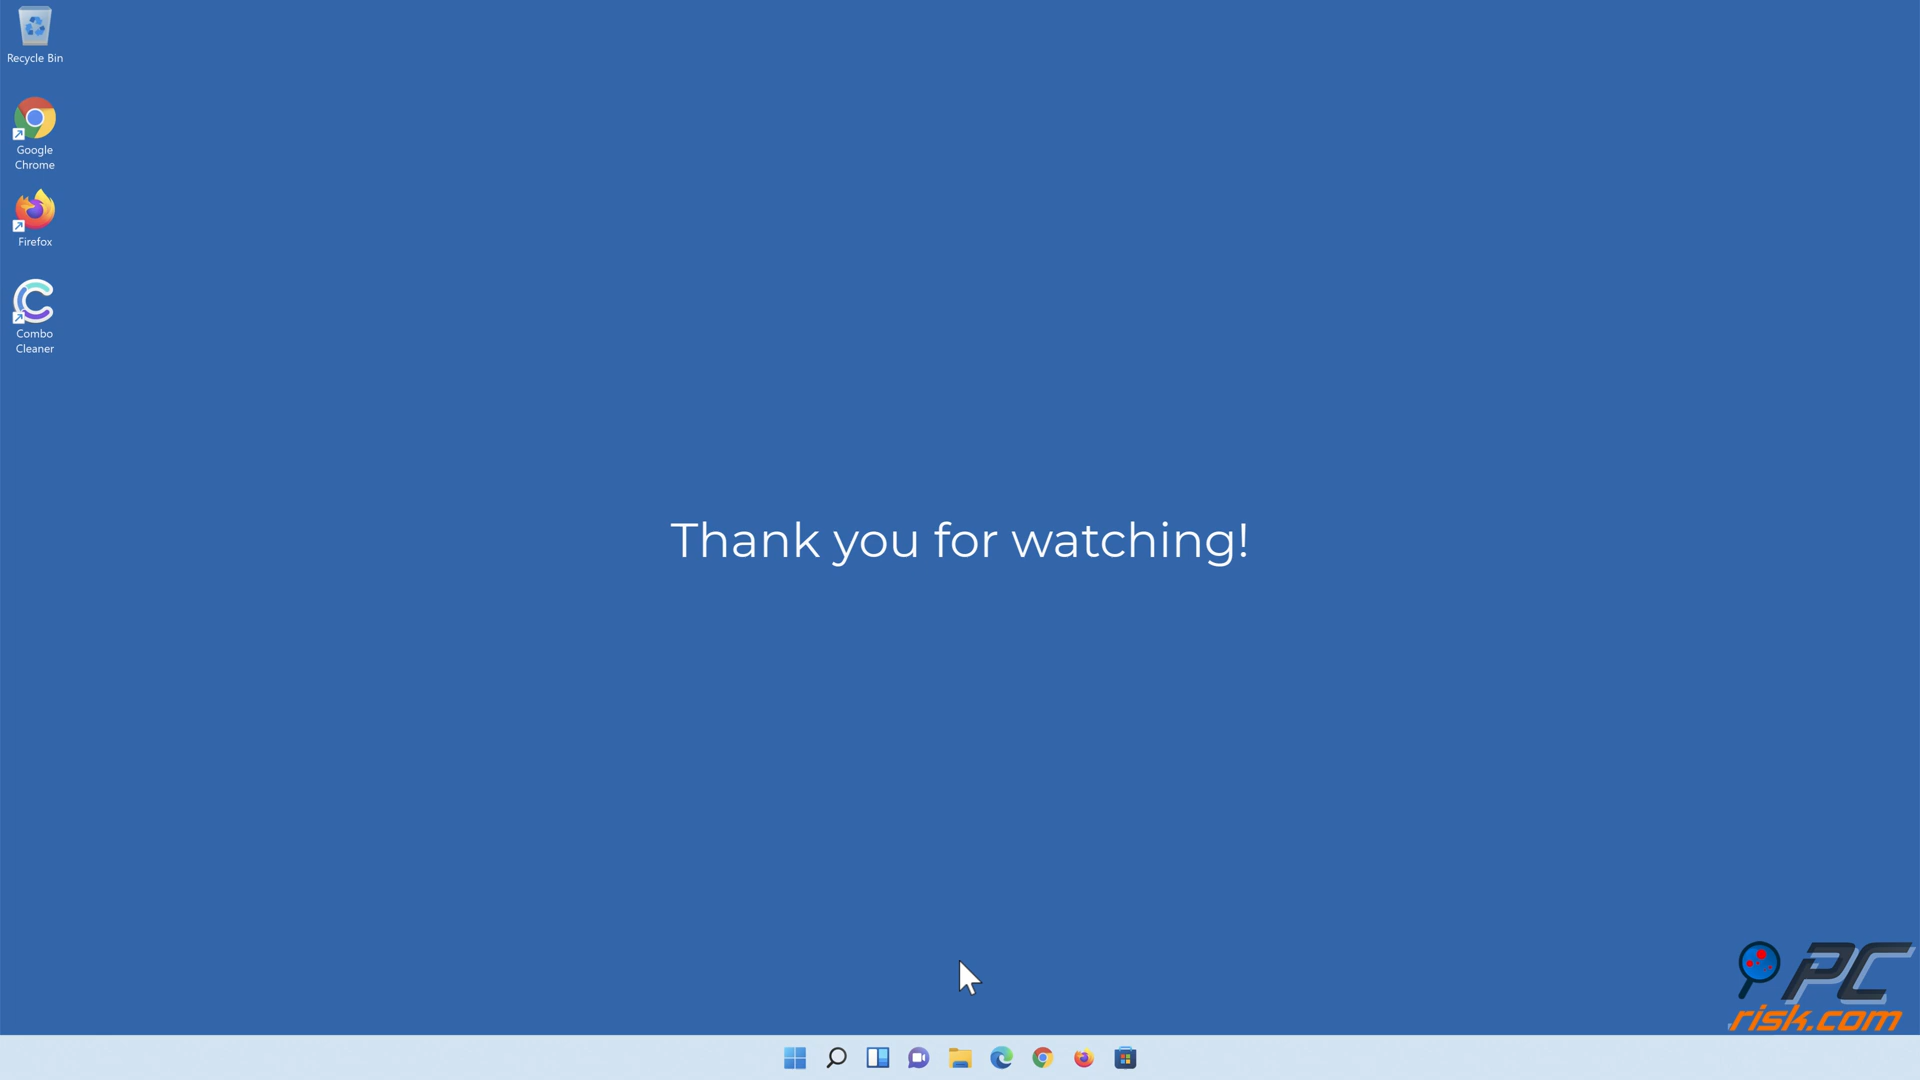 Recycle Bin
Google
Chrome
Firefox
Combo
Cleaner
Thank you for watching!
PC
risk.com